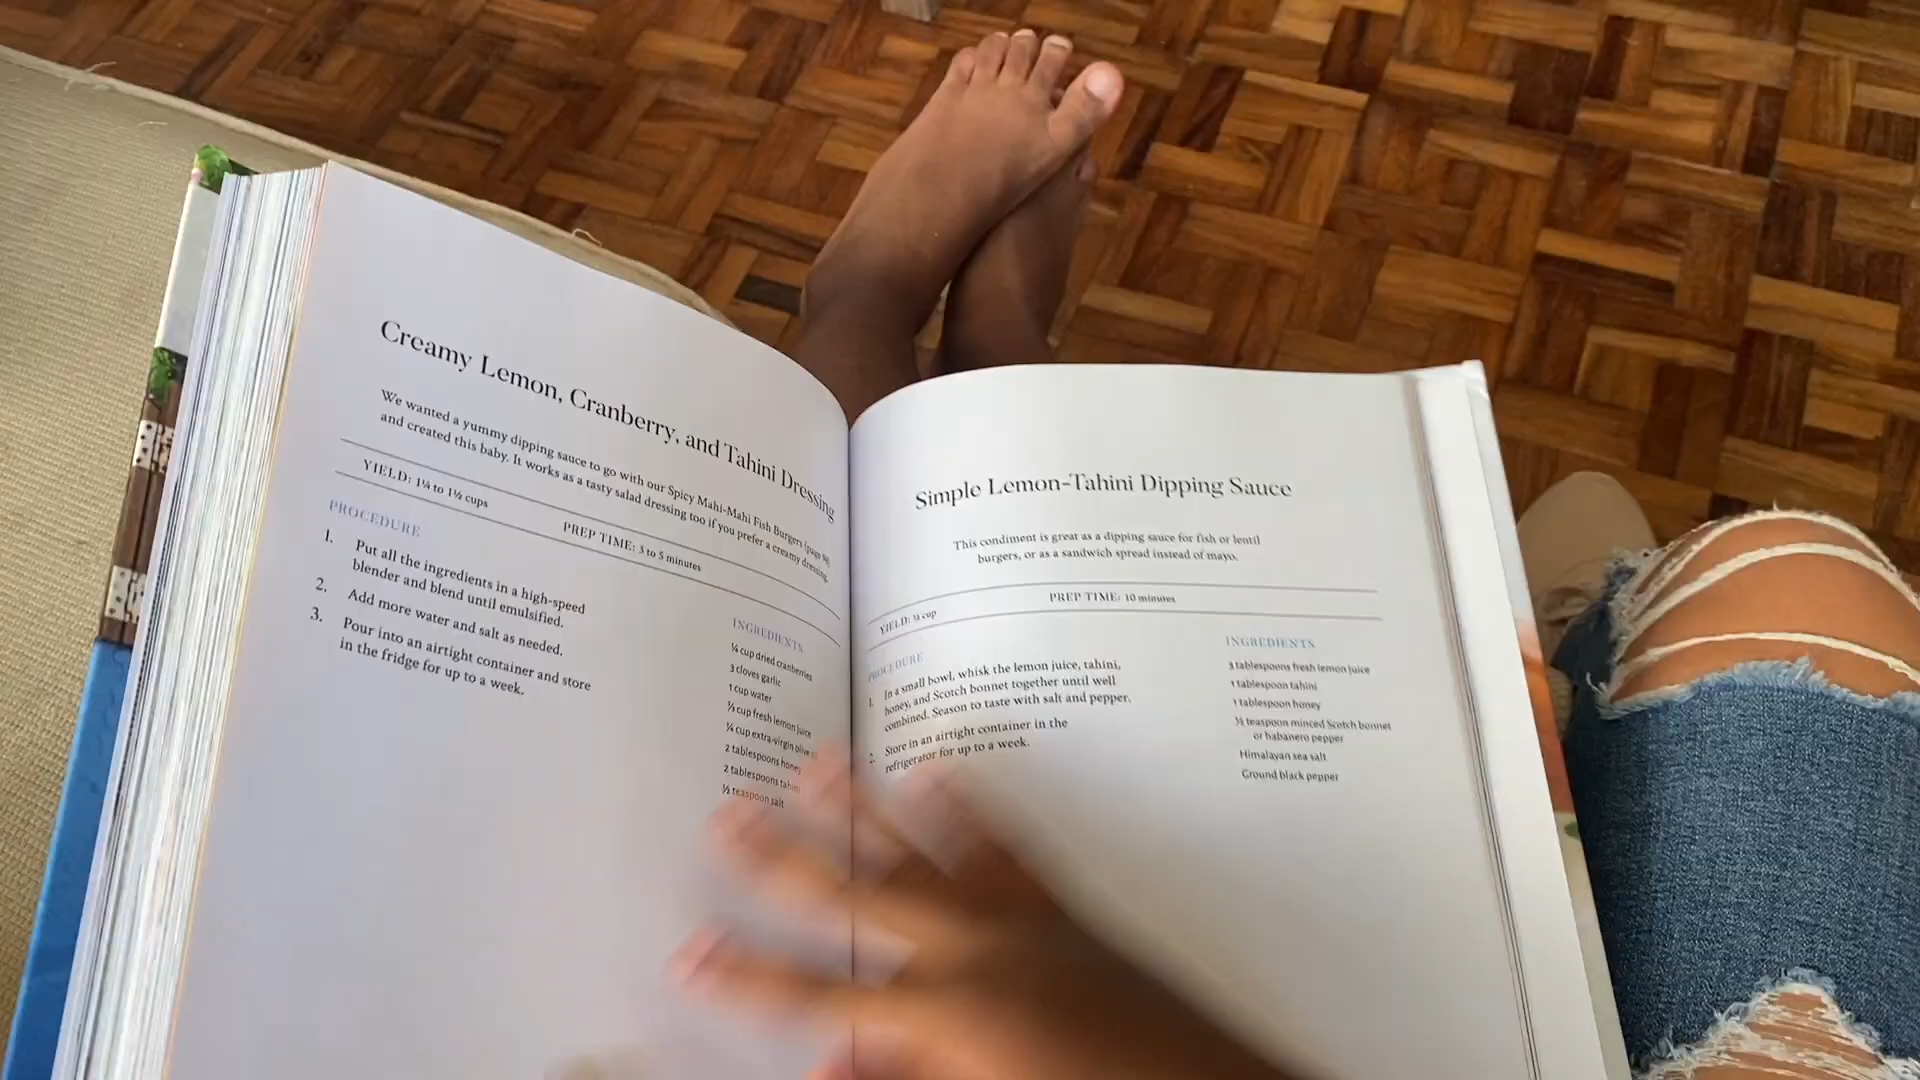 Creamy Lemon, Cranberry, and Tahini Dressing
We wanted a yummy dipping sauce to go with our Spicy Mahi-Mahi Fish Burgers (page
and created this baby. It works as a tasty salad dressing too if you prefer a creamy dressing.
YIELD: 1¼ to 1½ cups
PREP TIME: 3 to 5 minutes
PROCEDURE
1. Put all the ingredients in a high-speed
blender and blend until emulsified.
2. Add more water and salt as needed.
3. Pour into an airtight container and store
in the fridge for up to a week.
INGREDIENTS
¼ cup dried cranberries
3 cloves garlic
1 cup water
⅓ cup fresh lemon juice
¼ cup extra-virgin olive
2 tablespoons honey
2 tablespoons tahini
½ teaspoon salt
Simple Lemon-Tahini Dipping Sauce
This condiment is great as a dipping sauce for fish or lentil
burgers, or as a sandwich spread instead of mayo.
YIELD: cup
PREP TIME: 10 minutes
PROCEDURE
1. In a small bowl, whisk the lemon juice, tahini,
honey, and Scotch bonnet together until well
combined. Season to taste with salt and pepper.
2. Store in an airtight container in the
refrigerator for up to a week.
INGREDIENTS
3 tablespoons fresh lemon juice
1 tablespoon tahini
1 tablespoon honey
½ teaspoon minced Scotch bonnet
or habanero pepper
Himalayan sea salt
Ground black pepper